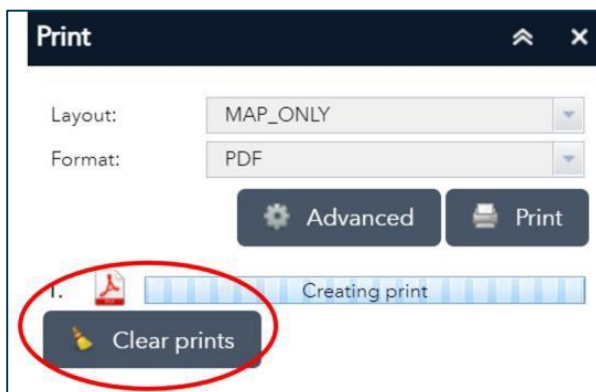 Print
Layout: MAP_ONLY
Format: PDF
Advanced Print
1. Creating print
Clear prints